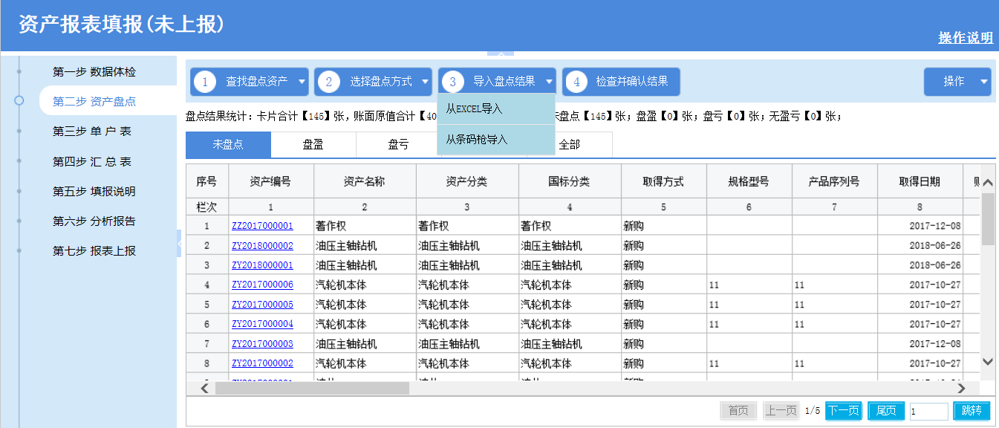 资产报表填报(未上报)
操作说明
第一步 数据体检
第二步 资产盘点
第三步 单 户 表
第四步 汇 总 表
第五步 填报说明
第六步 分析报告
第七步 报表上报
1 查找盘点资产 2 选择盘点方式 3 导入盘点结果 4 检查并确认结果 操作
从EXCEL导入
从条码枪导入
盘点结果统计：卡片合计【145】张，账面原值合计【40 未盘点【145】张；盘盈【0】张；盘亏【0】张；无盈亏【0】张；
未盘点 盘盈 盘亏 全部
序号 资产编号 资产名称 资产分类 国标分类 取得方式 规格型号 产品序列号 取得日期
栏次 1 2 3 4 5 6 7 8
1 ZZ2017000001 著作权 著作权 著作权 新购 2017-12-08
2 ZY2018000002 油压主轴钻机 油压主轴钻机 油压主轴钻机 新购 2018-06-26
3 ZY2018000001 油压主轴钻机 油压主轴钻机 油压主轴钻机 新购 2018-06-26
4 ZY2017000006 汽轮机本体 汽轮机本体 汽轮机本体 新购 11 11 2017-10-27
5 ZY2017000005 汽轮机本体 汽轮机本体 汽轮机本体 新购 11 11 2017-10-27
6 ZY2017000004 汽轮机本体 汽轮机本体 汽轮机本体 新购 11 11 2017-10-27
7 ZY2017000003 油压主轴钻机 油压主轴钻机 油压主轴钻机 新购 2017-12-08
8 ZY2017000002 汽轮机本体 汽轮机本体 汽轮机本体 新购 11 11 2017-10-27
首页 上一页 1/5 下一页 尾页 1 跳转